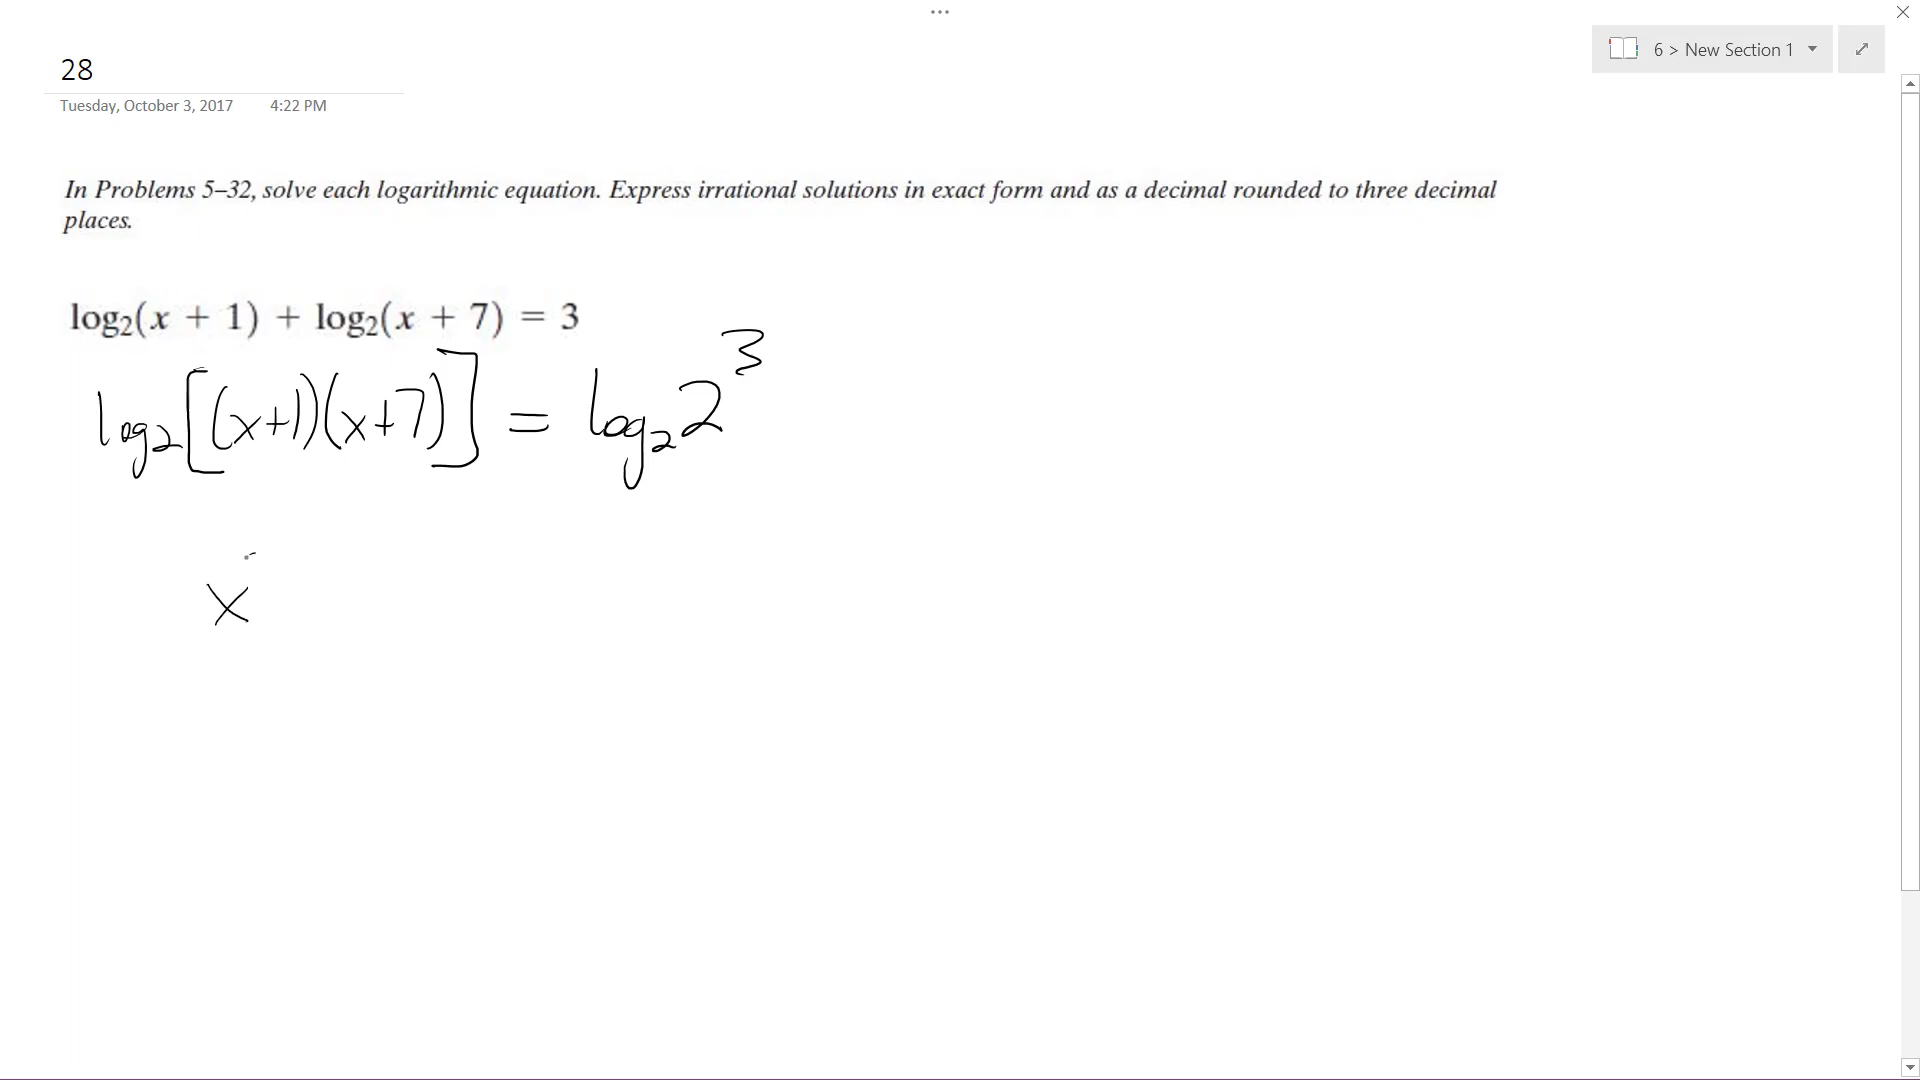 ...
6 > New Section 1
28
Tuesday, October 3, 2017 4:22 PM
In Problems 5–32, solve each logarithmic equation. Express irrational solutions in exact form and as a decimal rounded to three decimal
places.
log₂(x + 1) + log₂(x + 7) = 3
log₂[(x+1)(x+7)] = log₂2³
x